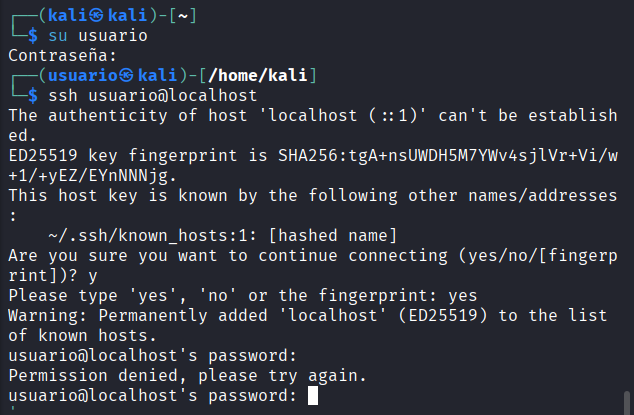 ┌──(kali㉿kali)-[~]
└─$ su usuario
Contraseña:
┌──(usuario㉿kali)-[/home/kali]
└─$ ssh usuario@localhost
The authenticity of host 'localhost (::1)' can't be establish
ed.
ED25519 key fingerprint is SHA256:tgA+nsUWDH5M7YWv4sjlVr+Vi/w
+1/+yEZ/EYnNNNjg.
This host key is known by the following other names/addresses
:
    ~/.ssh/known_hosts:1: [hashed name]
Are you sure you want to continue connecting (yes/no/[fingerp
rint])? y
Please type 'yes', 'no' or the fingerprint: yes
Warning: Permanently added 'localhost' (ED25519) to the list
of known hosts.
usuario@localhost's password:
Permission denied, please try again.
usuario@localhost's password: